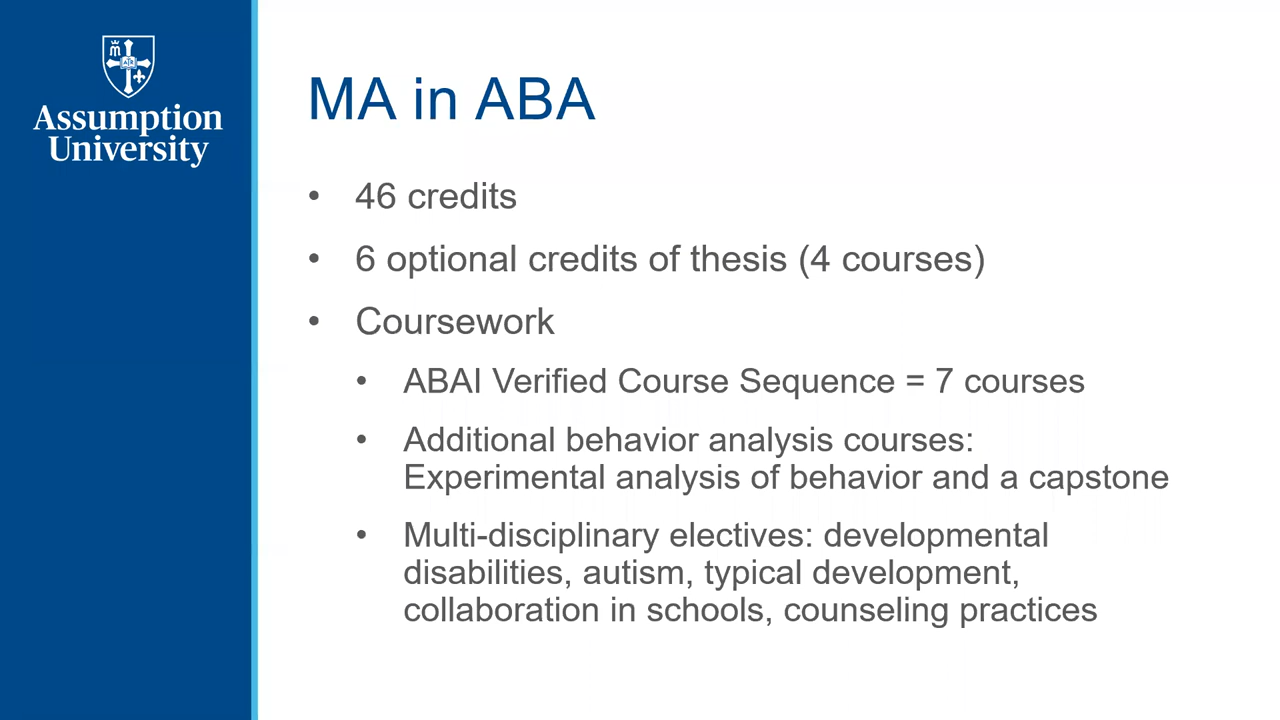 Assumption
University
MA in ABA
• 46 credits
• 6 optional credits of thesis (4 courses)
• Coursework
• ABAI Verified Course Sequence = 7 courses
• Additional behavior analysis courses:
Experimental analysis of behavior and a capstone
• Multi-disciplinary electives: developmental
disabilities, autism, typical development,
collaboration in schools, counseling practices